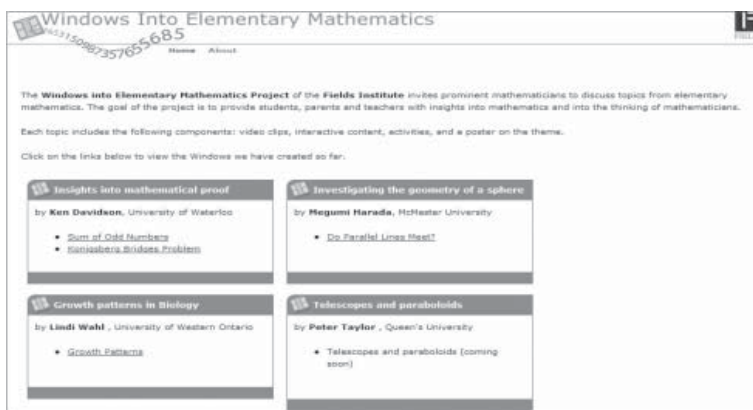 Windows Into Elementary Mathematics
Home About
The Windows into Elementary Mathematics Project of the Fields Institute invites prominent mathematicians to discuss topics from elementary
mathematics. The goal of the project is to provide students, parents and teachers with insights into mathematics and into the thinking of mathematicians.
Each topic includes the following components: video clips, interactive content, activities, and a poster on the theme.
Click on the links below to view the Windows we have created so far.
Insights into mathematical proof
by Ken Davidson, University of Waterloo
• Sum of Odd Numbers
• Konigsberg Bridges Problem
Investigating the geometry of a sphere
by Megumi Harada, McMaster University
• Do Parallel Lines Meet?
Growth patterns in Biology
by Lindi Wahl , University of Western Ontario
• Growth Patterns
Telescopes and paraboloids
by Peter Taylor , Queen's University
• Telescopes and paraboloids (coming
soon)